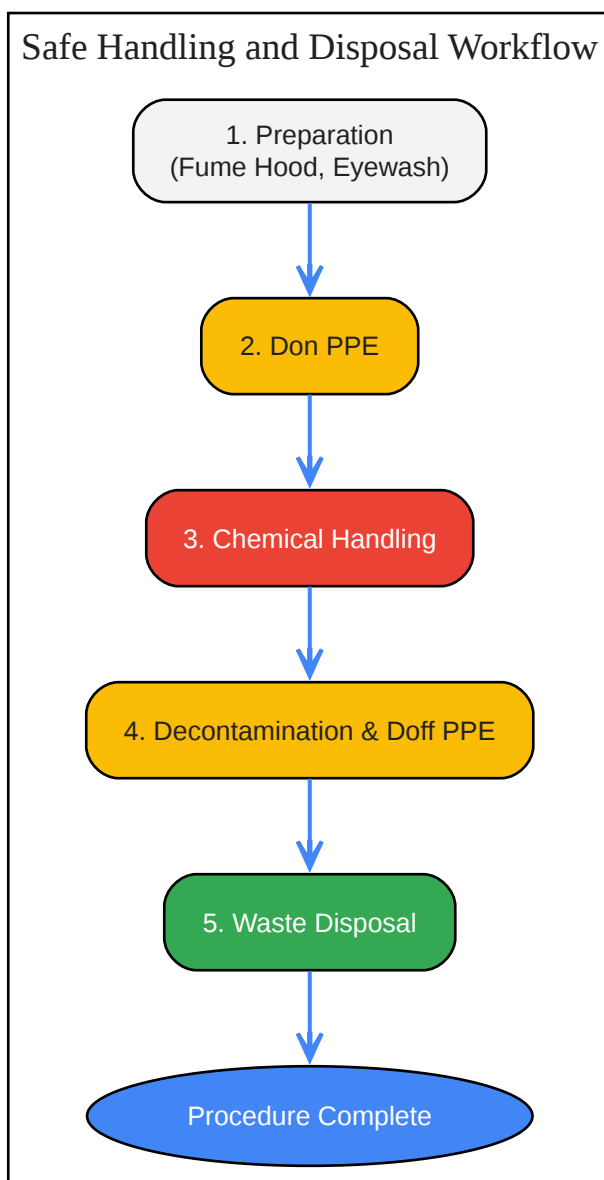 Safe Handling and Disposal Workflow
1. Preparation
(Fume Hood, Eyewash)
2. Don PPE
3. Chemical Handling
4. Decontamination & Doff PPE
5. Waste Disposal
Procedure Complete